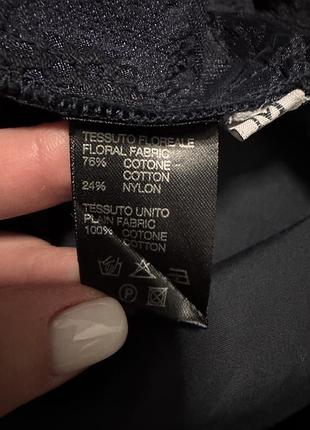 TESSUTO FLOREALE
FLORAL FABRIC
76% COTONE
COTTON
24% NYLON
TESSUTO UNITO
PLAIN FABRIC
100% COTONE
COTTON
P